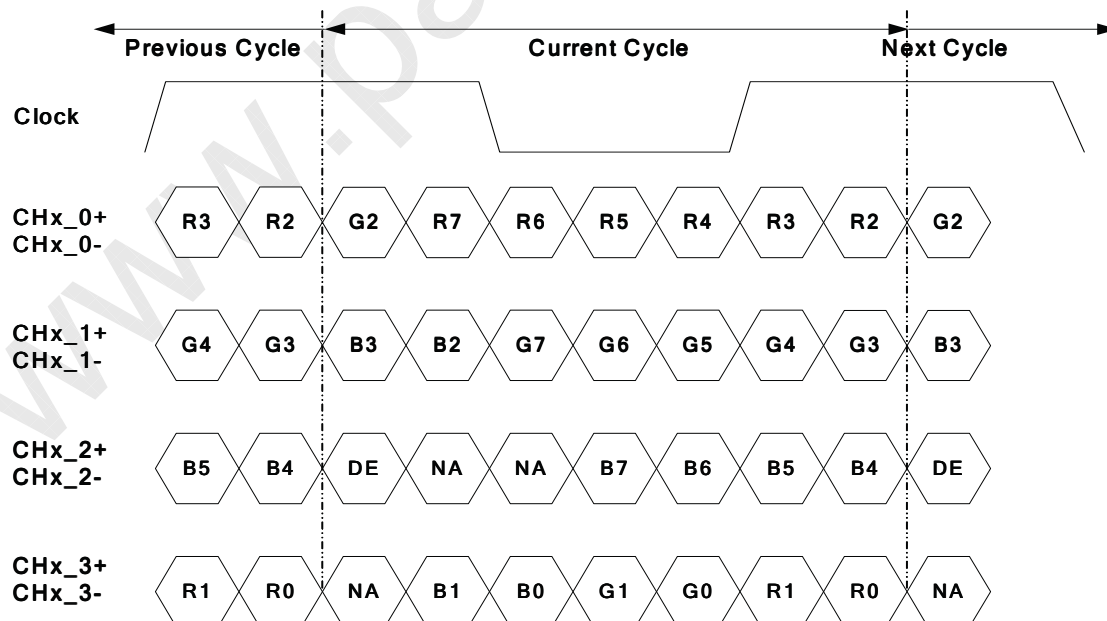 Previous Cycle Current Cycle Next Cycle
Clock
CHx_0+
CHx_0-
R3 R2 G2 R7 R6 R5 R4 R3 R2 G2
CHx_1+
CHx_1-
G4 G3 B3 B2 G7 G6 G5 G4 G3 B3
CHx_2+
CHx_2-
B5 B4 DE NA NA B7 B6 B5 B4 DE
CHx_3+
CHx_3-
R1 R0 NA B1 B0 G1 G0 R1 R0 NA
www.pa